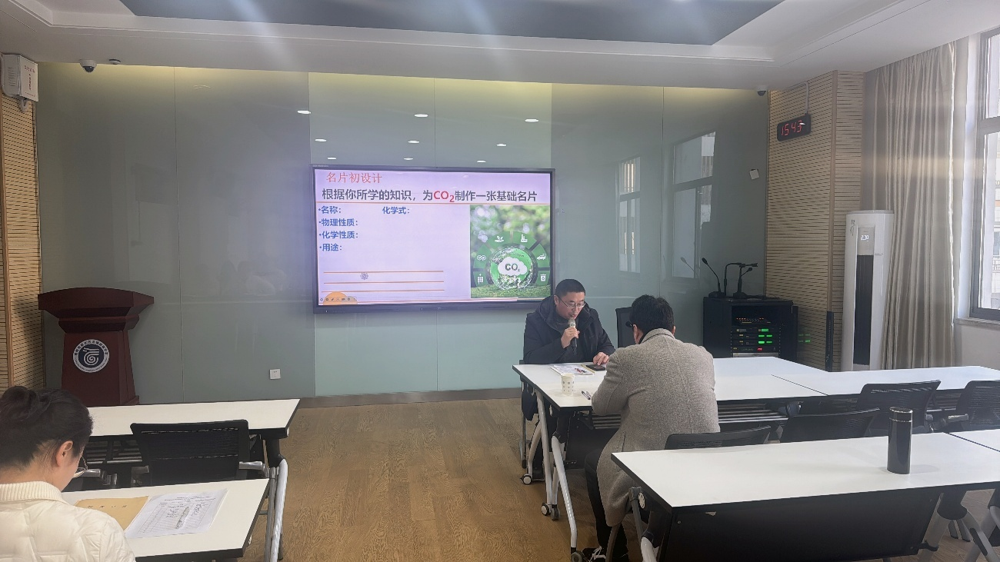 名片初设计
根据你所学的知识，为CO2制作一张基础名片
•名称： 化学式：
•物理性质：
•化学性质：
•用途：
CO2
15:43